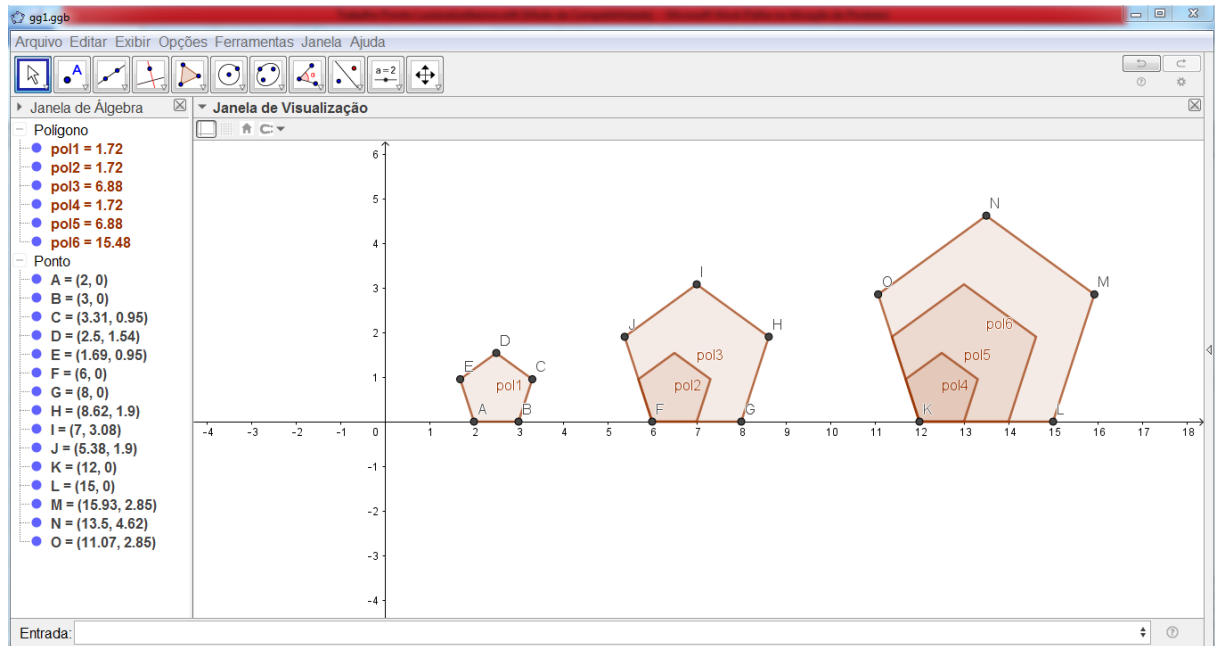 gg1.ggb
Arquivo Editar Exibir Opções Ferramentas Janela Ajuda
A
α
a=2
Janela de Álgebra
Janela de Visualização
Polígono
pol1 = 1.72
pol2 = 1.72
pol3 = 6.88
pol4 = 1.72
pol5 = 6.88
pol6 = 15.48
Ponto
A = (2, 0)
B = (3, 0)
C = (3.31, 0.95)
D = (2.5, 1.54)
E = (1.69, 0.95)
F = (6, 0)
G = (8, 0)
H = (8.62, 1.9)
I = (7, 3.08)
J = (5.38, 1.9)
K = (12, 0)
L = (15, 0)
M = (15.93, 2.85)
N = (13.5, 4.62)
O = (11.07, 2.85)
6
5
N
4
I
O
M
3
J
H
pol6
2
D
pol3
pol5
E
C
1
pol1
pol2
pol4
A
B
F
G
K
L
-4 -3 -2 -1 0 1 2 3 4 5 6 7 8 9 10 11 12 13 14 15 16 17 18
-1
-2
-3
-4
Entrada: